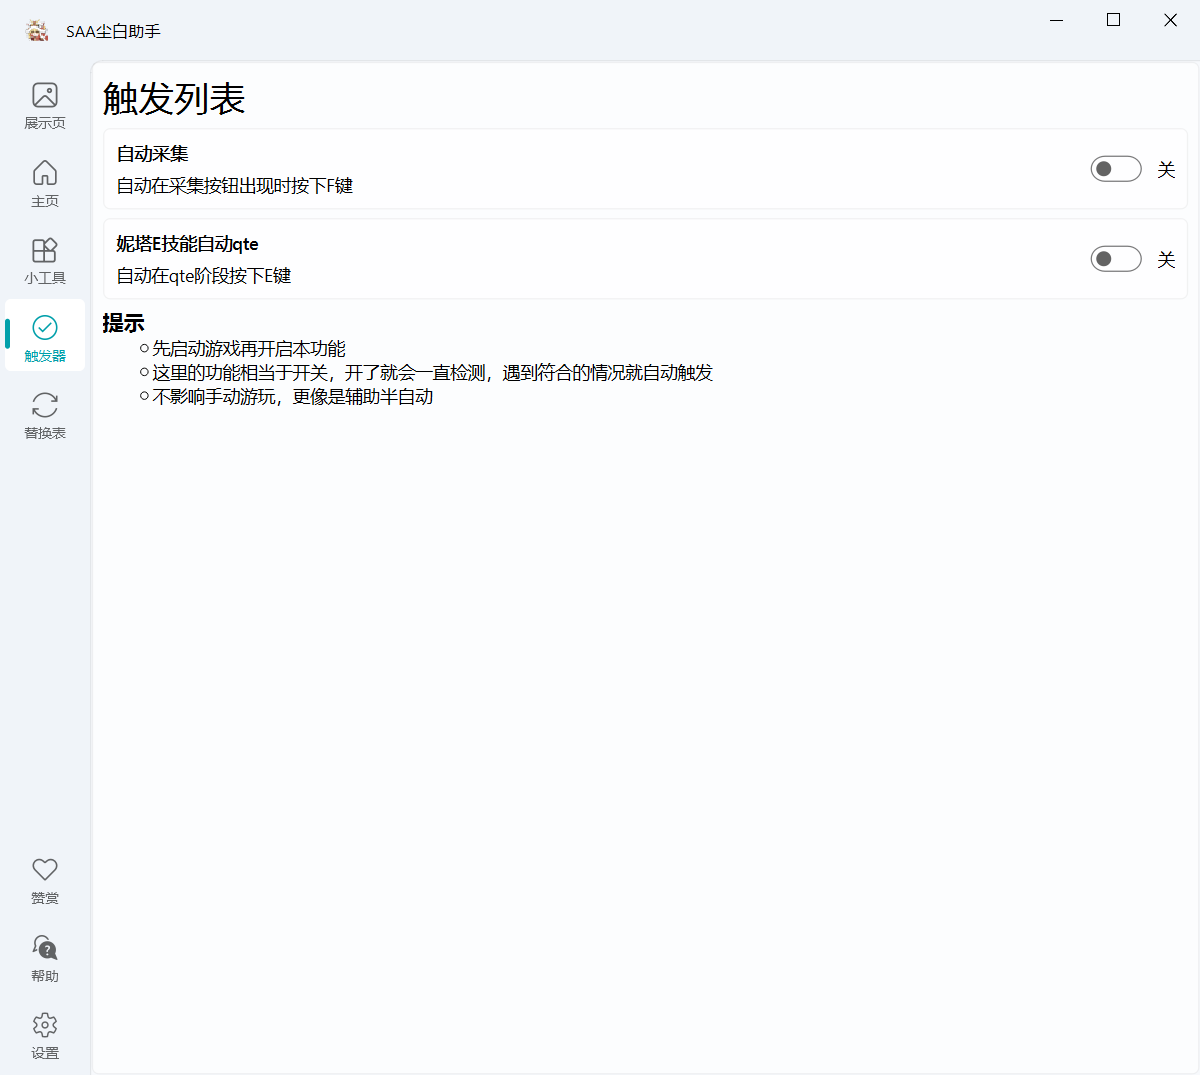 SAA尘白助手
展示页
主页
小工具
触发器
替换表
触发列表
自动采集
自动在采集按钮出现时按下F键
关
妮塔E技能自动qte
自动在qte阶段按下E键
关
提示
先启动游戏再开启本功能
这里的功能相当于开关，开了就会一直检测，遇到符合的情况就自动触发
不影响手动游玩，更像是辅助半自动
赞赏
帮助
设置